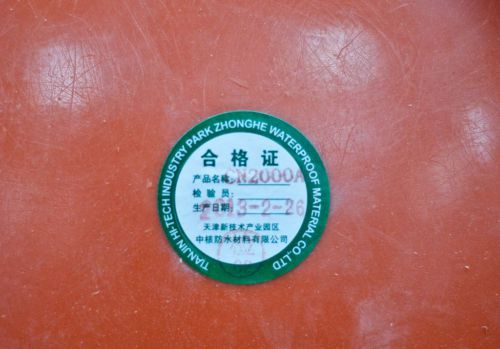 TIANJIN HI-TECH INDUSTRY PARK ZHONGHE WATERPROOF MATERIAL CO.,LTD
合格证
产品名称: CN2000A
检验员:
生产日期: 2013-2-26
天津新技术产业园区
中核防水材料有限公司